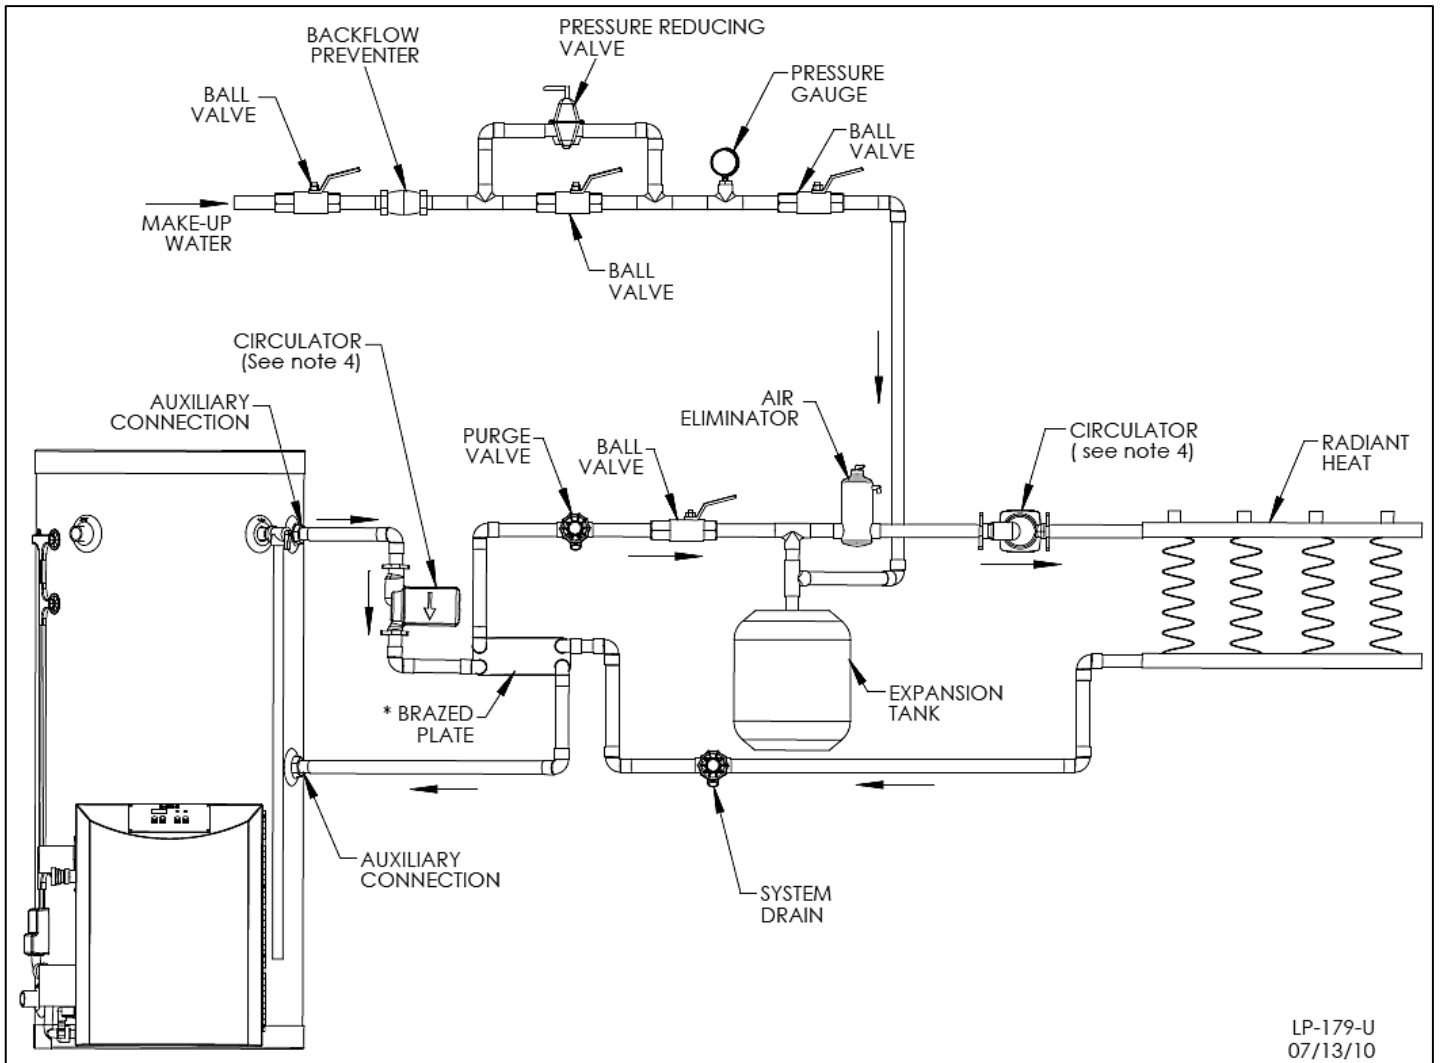 BACKFLOW
PREVENTER
PRESSURE REDUCING
VALVE
PRESSURE
GAUGE
BALL
VALVE
BALL
VALVE
MAKE-UP
WATER
BALL
VALVE
CIRCULATOR
(See note 4)
AUXILIARY
CONNECTION
PURGE
VALVE
BALL
VALVE
AIR
ELIMINATOR
CIRCULATOR
( see note 4)
RADIANT
HEAT
* BRAZED
PLATE
EXPANSION
TANK
AUXILIARY
CONNECTION
SYSTEM
DRAIN
LP-179-U
07/13/10